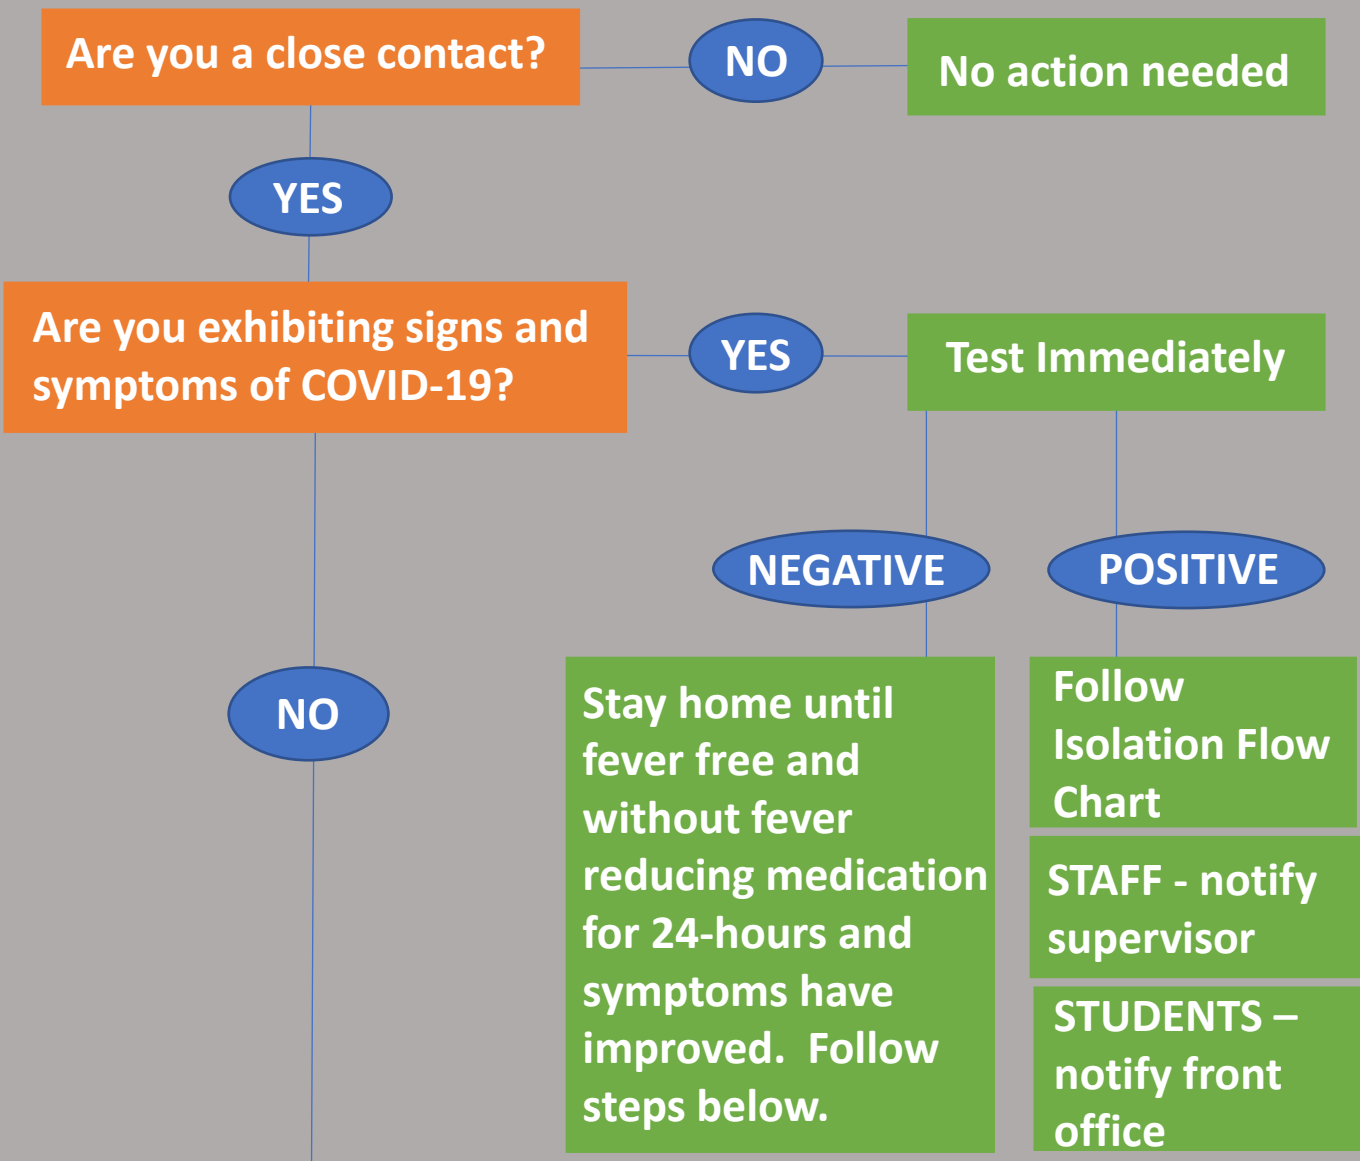 Are you a close contact?
NO
No action needed
YES
Are you exhibiting signs and
symptoms of COVID-19?
YES
Test Immediately
NEGATIVE
POSITIVE
NO
Stay home until
fever free and
without fever
reducing medication
for 24-hours and
symptoms have
improved.  Follow
steps below.
Follow
Isolation Flow
Chart
STAFF - notify
supervisor
STUDENTS –
notify front
office